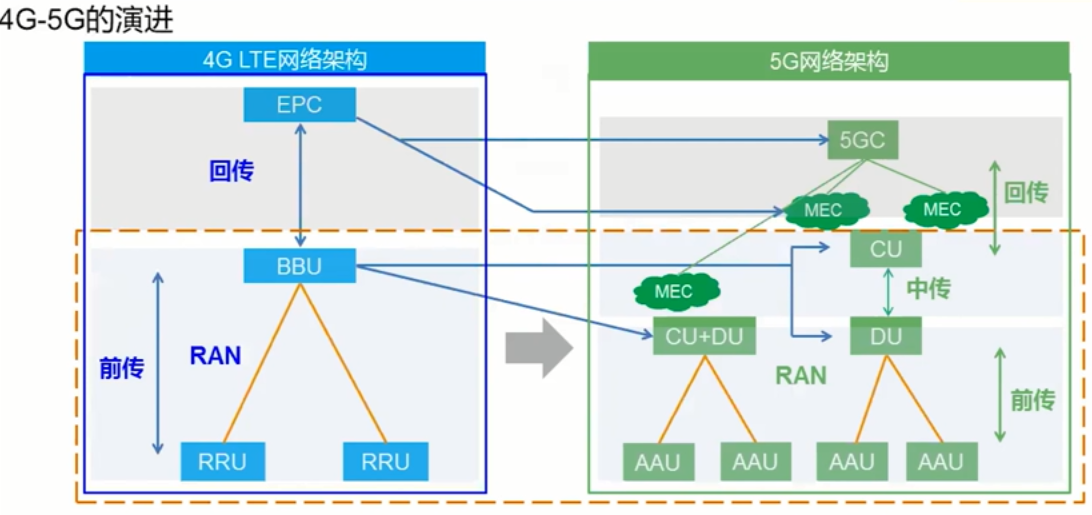 4G-5G的演进
4G LTE网络架构
EPC
回传
BBU
前传
RAN
RRU
RRU
5G网络架构
5GC
MEC
MEC
回传
CU
MEC
中传
CU+DU
DU
RAN
前传
AAU
AAU
AAU
AAU